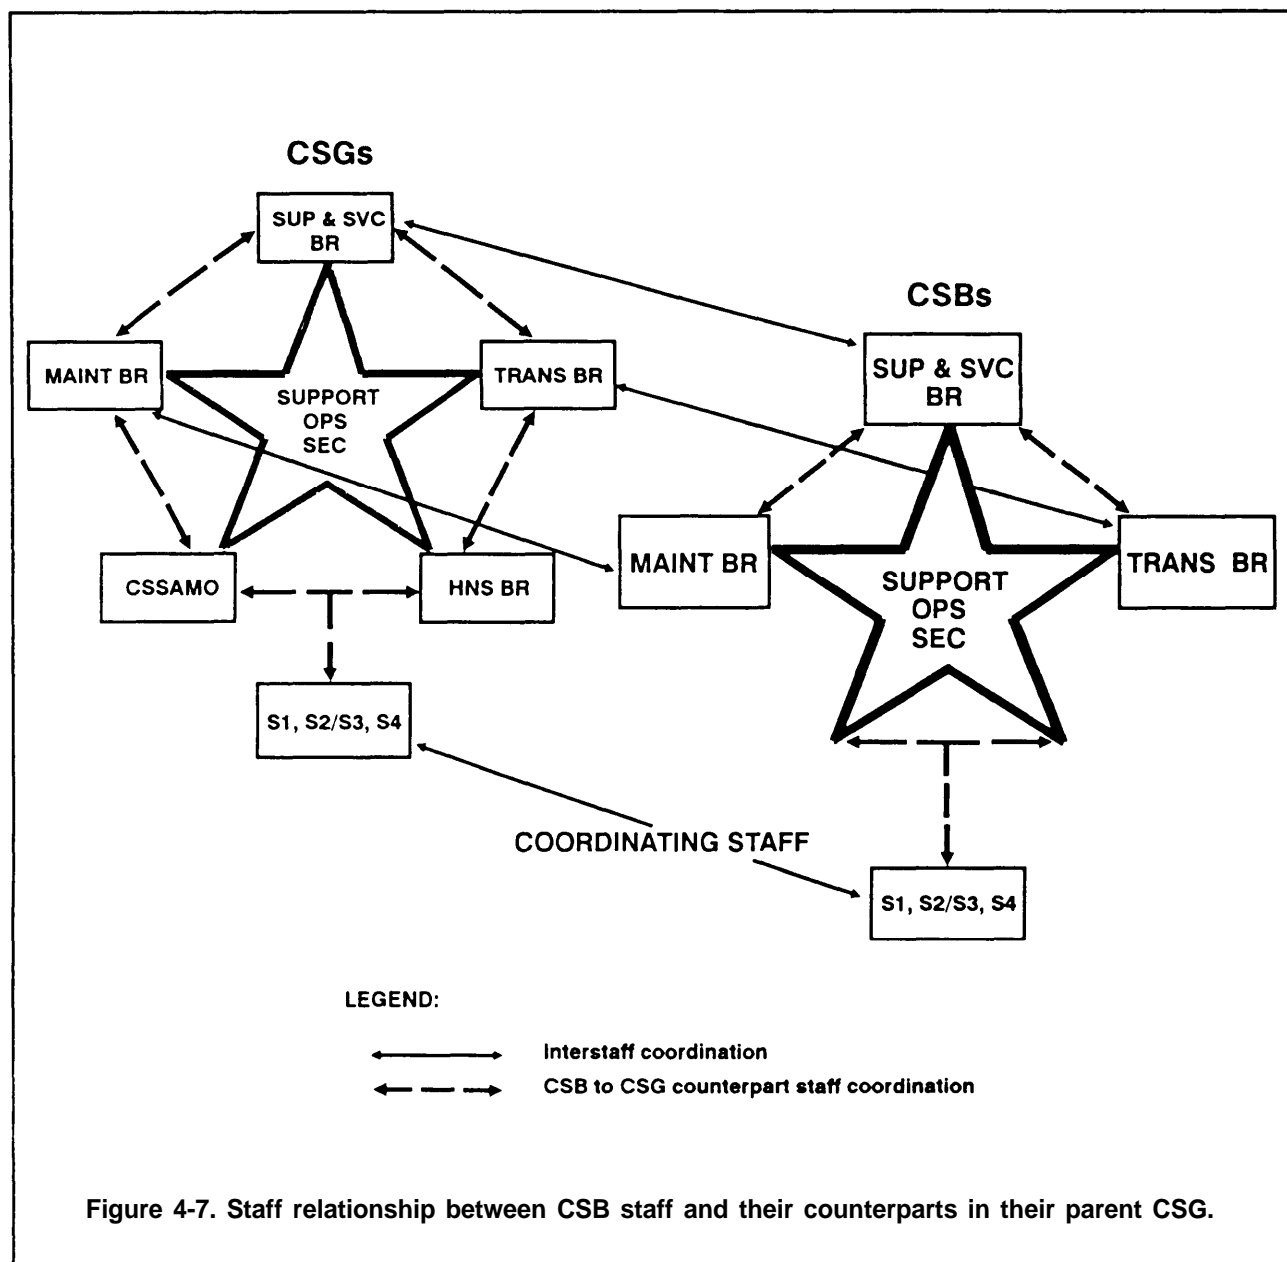 CSGs
SUP & SVC
BR
MAINT BR
TRANS BR
SUPPORT
OPS
SEC
CSSAMO
HNS BR
S1, S2/S3, S4
CSBs
SUP & SVC
BR
MAINT BR
TRANS BR
SUPPORT
OPS
SEC
COORDINATING STAFF
S1, S2/S3, S4
LEGEND:
Interstaff coordination
CSB to CSG counterpart staff coordination
Figure 4-7. Staff relationship between CSB staff and their counterparts in their parent CSG.